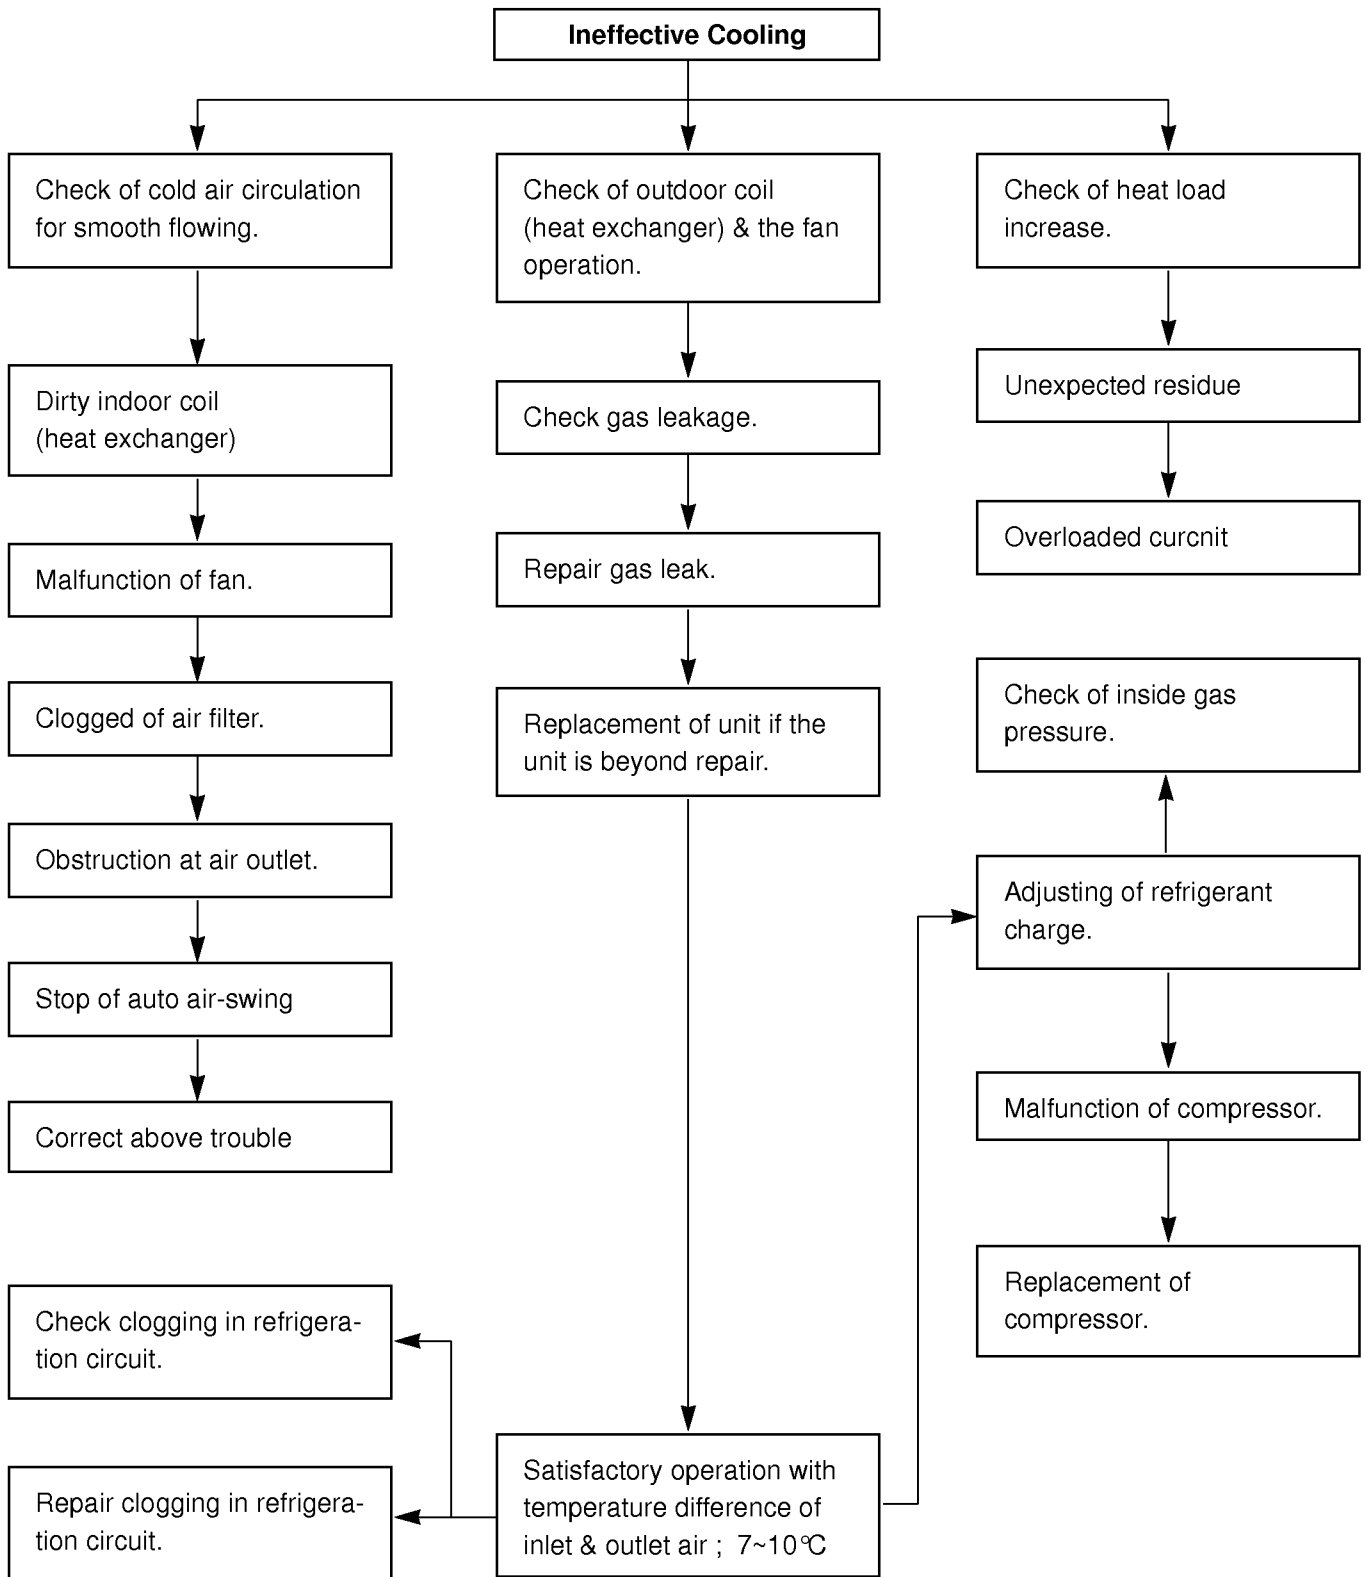 Ineffective Cooling
Check of cold air circulation
for smooth flowing.
Dirty indoor coil
(heat exchanger)
Malfunction of fan.
Clogged of air filter.
Obstruction at air outlet.
Stop of auto air-swing
Correct above trouble
Check of outdoor coil
(heat exchanger) & the fan
operation.
Check gas leakage.
Repair gas leak.
Replacement of unit if the
unit is beyond repair.
Satisfactory operation with
temperature difference of
inlet & outlet air ; 7~10°C
Check clogging in refrigera-
tion circuit.
Repair clogging in refrigera-
tion circuit.
Check of heat load
increase.
Unexpected residue
Overloaded curcnit
Check of inside gas
pressure.
Adjusting of refrigerant
charge.
Malfunction of compressor.
Replacement of
compressor.